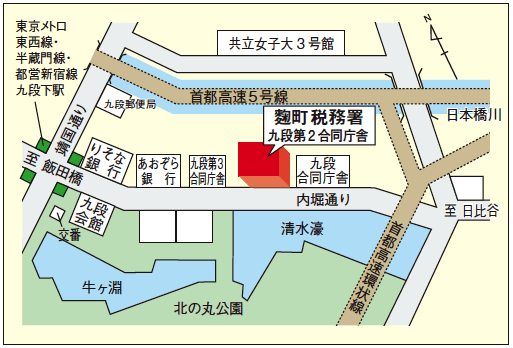 東京メトロ
東西線・
半蔵門線・
都営新宿線
九段下駅
共立女子大3号館
N
首都高速5号線
九段郵便局
靖国通り
麴町税務署
九段第2合同庁舎
日本橋川
至 飯田橋
りそな
銀行
あおぞら
銀行
九段第3
合同庁舎
九段
合同庁舎
内堀通り
至 日比谷
九段
会館
交番
清水濠
首都高速環状線
牛ヶ淵
北の丸公園